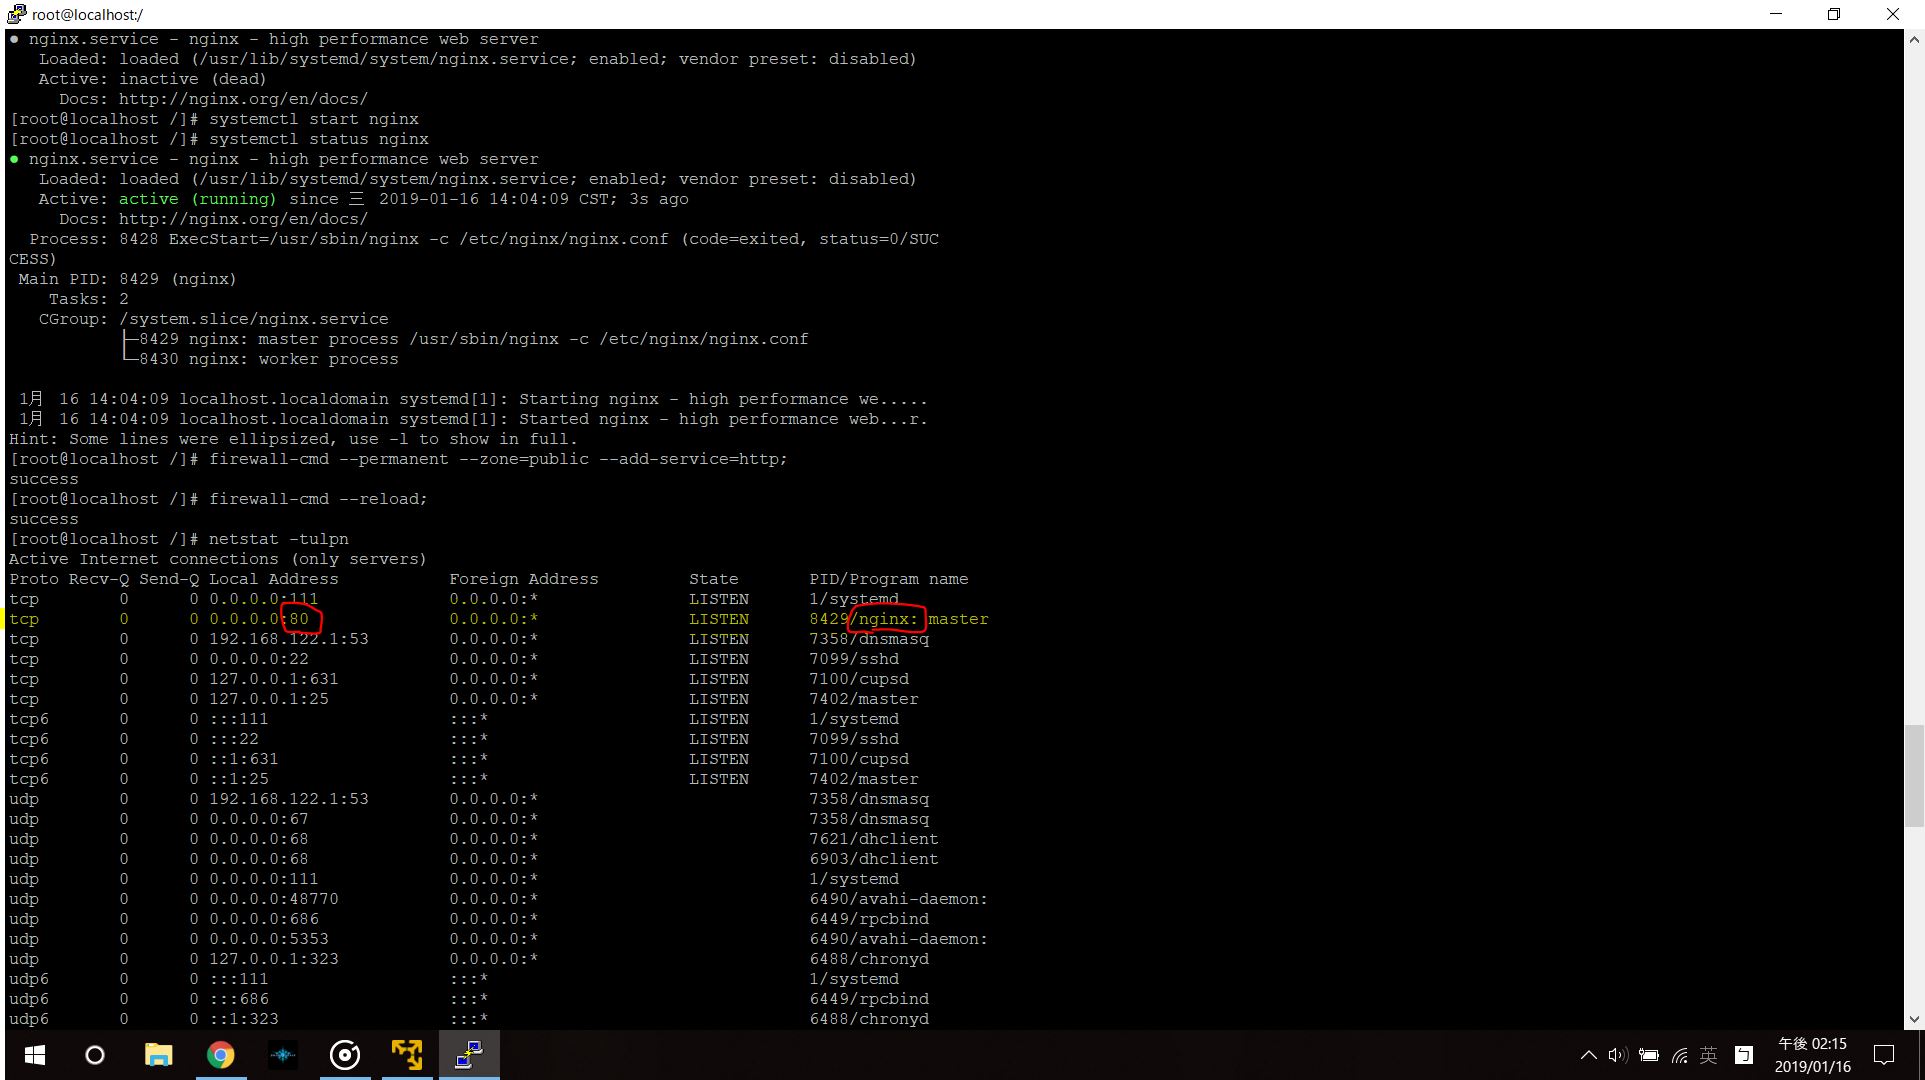 root@localhost:/
● nginx.service - nginx - high performance web server
Loaded: loaded (/usr/lib/systemd/system/nginx.service; enabled; vendor preset: disabled)
Active: inactive (dead)
Docs: http://nginx.org/en/docs/
[root@localhost /]# systemctl start nginx
[root@localhost /]# systemctl status nginx
● nginx.service - nginx - high performance web server
Loaded: loaded (/usr/lib/systemd/system/nginx.service; enabled; vendor preset: disabled)
Active: active (running) since 三 2019-01-16 14:04:09 CST; 3s ago
Docs: http://nginx.org/en/docs/
Process: 8428 ExecStart=/usr/sbin/nginx -c /etc/nginx/nginx.conf (code=exited, status=0/SUC
CESS)
Main PID: 8429 (nginx)
Tasks: 2
CGroup: /system.slice/nginx.service
├─8429 nginx: master process /usr/sbin/nginx -c /etc/nginx/nginx.conf
└─8430 nginx: worker process
1月 16 14:04:09 localhost.localdomain systemd[1]: Starting nginx - high performance we.....
1月 16 14:04:09 localhost.localdomain systemd[1]: Started nginx - high performance web...r.
Hint: Some lines were ellipsized, use -l to show in full.
[root@localhost /]# firewall-cmd --permanent --zone=public --add-service=http;
success
[root@localhost /]# firewall-cmd --reload;
success
[root@localhost /]# netstat -tulpn
Active Internet connections (only servers)
Proto Recv-Q Send-Q Local Address Foreign Address State PID/Program name
tcp 0 0 0.0.0.0:111 0.0.0.0:* LISTEN 1/systemd
tcp 0 0 0.0.0.0:80 0.0.0.0:* LISTEN 8429/nginx: master
tcp 0 0 192.168.122.1:53 0.0.0.0:* LISTEN 7358/dnsmasq
tcp 0 0 0.0.0.0:22 0.0.0.0:* LISTEN 7099/sshd
tcp 0 0 127.0.0.1:631 0.0.0.0:* LISTEN 7100/cupsd
tcp 0 0 127.0.0.1:25 0.0.0.0:* LISTEN 7402/master
tcp6 0 0 :::111 :::* LISTEN 1/systemd
tcp6 0 0 :::22 :::* LISTEN 7099/sshd
tcp6 0 0 ::1:631 :::* LISTEN 7100/cupsd
tcp6 0 0 ::1:25 :::* LISTEN 7402/master
udp 0 0 192.168.122.1:53 0.0.0.0:* 7358/dnsmasq
udp 0 0 0.0.0.0:67 0.0.0.0:* 7358/dnsmasq
udp 0 0 0.0.0.0:68 0.0.0.0:* 7621/dhclient
udp 0 0 0.0.0.0:68 0.0.0.0:* 6903/dhclient
udp 0 0 0.0.0.0:111 0.0.0.0:* 1/systemd
udp 0 0 0.0.0.0:48770 0.0.0.0:* 6490/avahi-daemon:
udp 0 0 0.0.0.0:686 0.0.0.0:* 6449/rpcbind
udp 0 0 0.0.0.0:5353 0.0.0.0:* 6490/avahi-daemon:
udp 0 0 127.0.0.1:323 0.0.0.0:* 6488/chronyd
udp6 0 0 :::111 :::* 1/systemd
udp6 0 0 :::686 :::* 6449/rpcbind
udp6 0 0 ::1:323 :::* 6488/chronyd
英
ㄅ
午後 02:15
2019/01/16